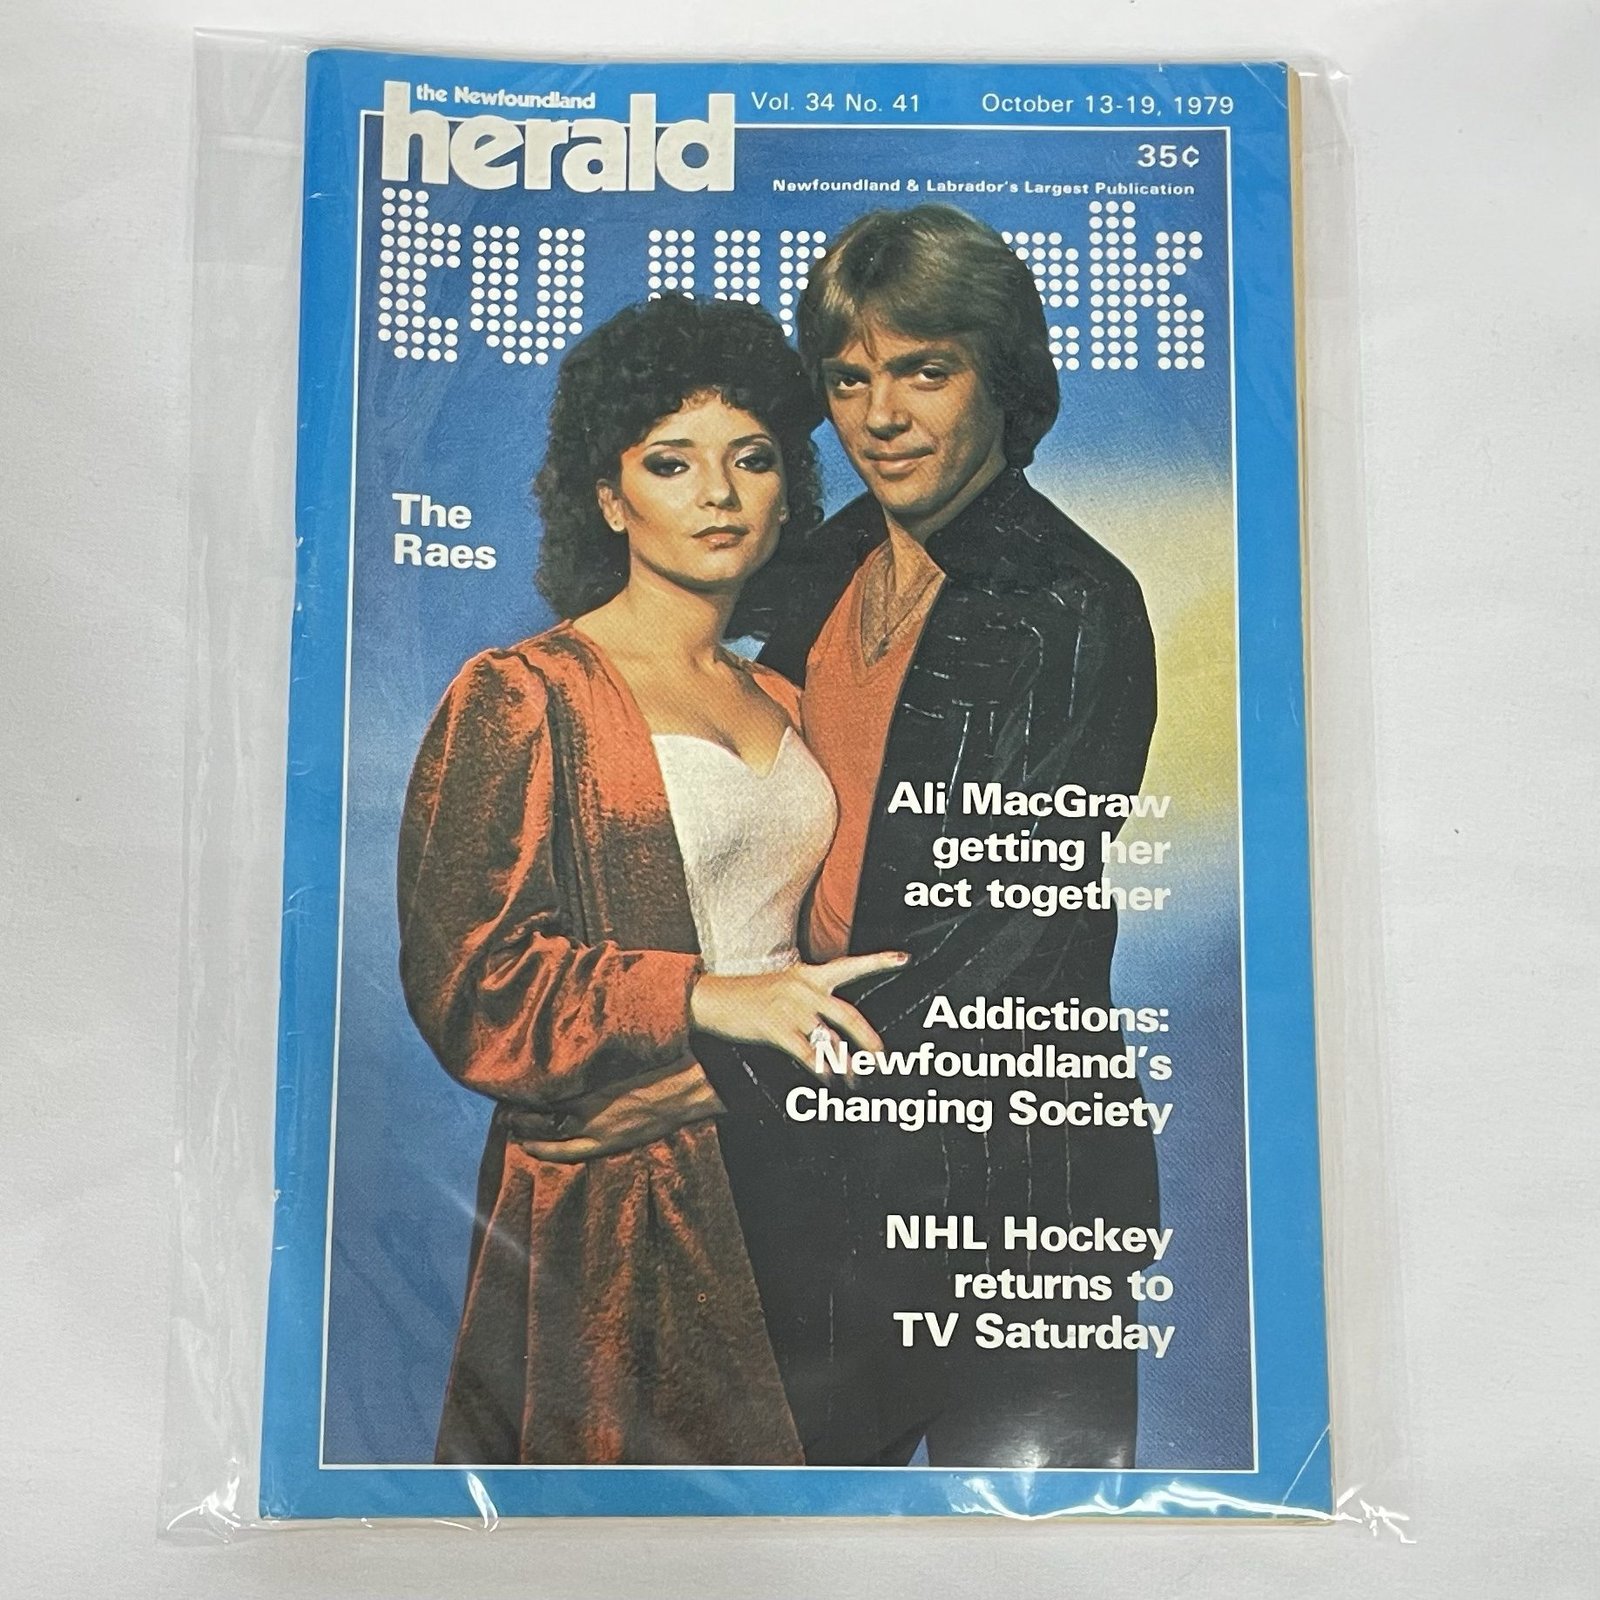 the Newfoundland
herald
Vol. 34 No. 41 October 13-19, 1979
35¢
Newfoundland & Labrador's Largest Publication
tv week
The
Raes
Ali MacGraw
getting her
act together
Addictions:
Newfoundland's
Changing Society
NHL Hockey
returns to
TV Saturday